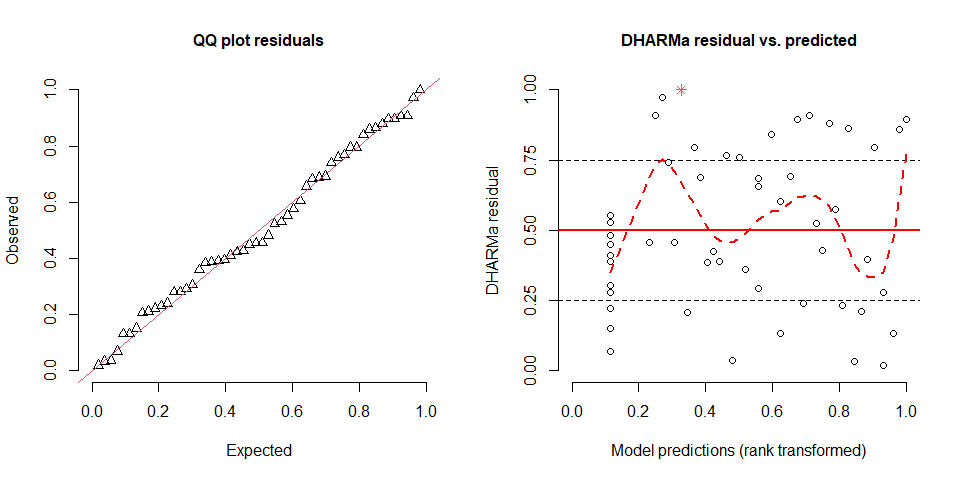 QQ plot residuals
Observed
0.0 0.2 0.4 0.6 0.8 1.0
0.0 0.2 0.4 0.6 0.8 1.0
Expected
DHARMa residual vs. predicted
DHARMa residual
0.00 0.25 0.50 0.75 1.00
0.0 0.2 0.4 0.6 0.8 1.0
Model predictions (rank transformed)